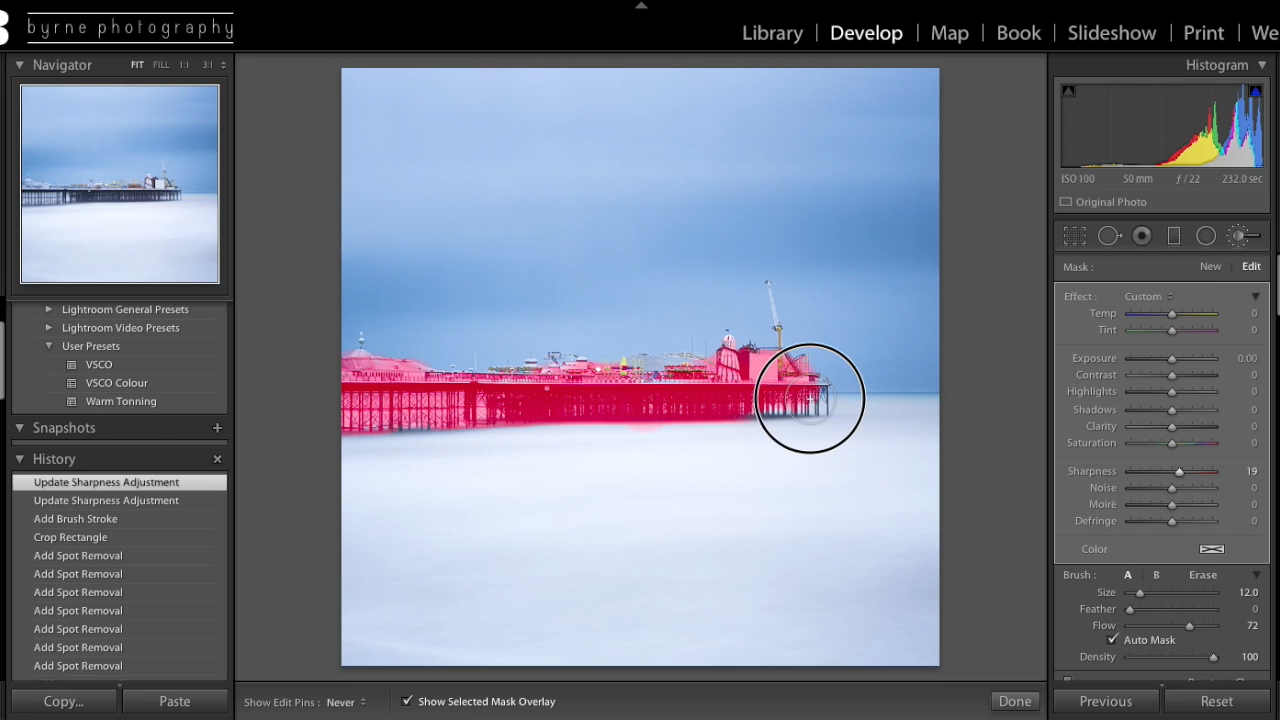 byrne photography
Library | Develop | Map | Book | Slideshow | Print | We
Navigator FIT FILL 1:1 3:1
Histogram
ISO 100 50 mm ƒ / 22 232.0 sec
Original Photo
Mask : New Edit
Effect : Custom
Temp 0
Tint 0
Exposure 0.00
Contrast 0
Highlights 0
Shadows 0
Clarity 0
Saturation 0
Sharpness 19
Noise 0
Moiré 0
Defringe 0
Color
Brush : A B Erase
Size 12.0
Feather 0
Flow 72
Auto Mask
Density 100
Lightroom General Presets
Lightroom Video Presets
User Presets
VSCO
VSCO Colour
Warm Tonning
Snapshots
History
Update Sharpness Adjustment
Update Sharpness Adjustment
Add Brush Stroke
Crop Rectangle
Add Spot Removal
Add Spot Removal
Add Spot Removal
Add Spot Removal
Add Spot Removal
Add Spot Removal
Add Spot Removal
Copy... Paste
Show Edit Pins : Never Show Selected Mask Overlay Done
Previous Reset